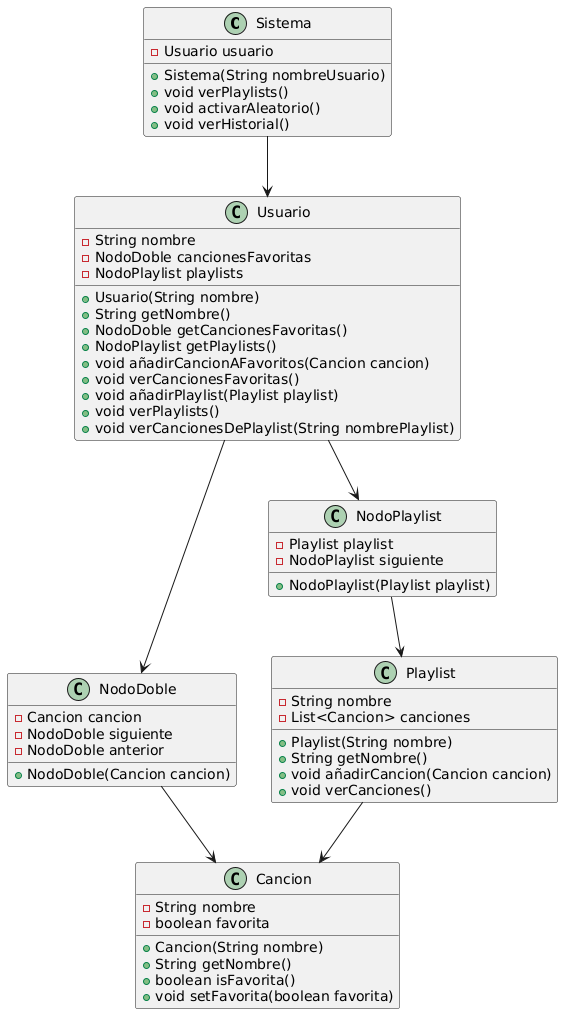 C Sistema
Usuario usuario
Sistema(String nombreUsuario)
void verPlaylists()
void activarAleatorio()
void verHistorial()
C Usuario
String nombre
NodoDoble cancionesFavoritas
NodoPlaylist playlists
Usuario(String nombre)
String getNombre()
NodoDoble getCancionesFavoritas()
NodoPlaylist getPlaylists()
void añadirCancionAFavoritos(Cancion cancion)
void verCancionesFavoritas()
void añadirPlaylist(Playlist playlist)
void verPlaylists()
void verCancionesDePlaylist(String nombrePlaylist)
C NodoPlaylist
Playlist playlist
NodoPlaylist siguiente
NodoPlaylist(Playlist playlist)
C NodoDoble
Cancion cancion
NodoDoble siguiente
NodoDoble anterior
NodoDoble(Cancion cancion)
C Playlist
String nombre
List<Cancion> canciones
Playlist(String nombre)
String getNombre()
void añadirCancion(Cancion cancion)
void verCanciones()
C Cancion
String nombre
boolean favorita
Cancion(String nombre)
String getNombre()
boolean isFavorita()
void setFavorita(boolean favorita)